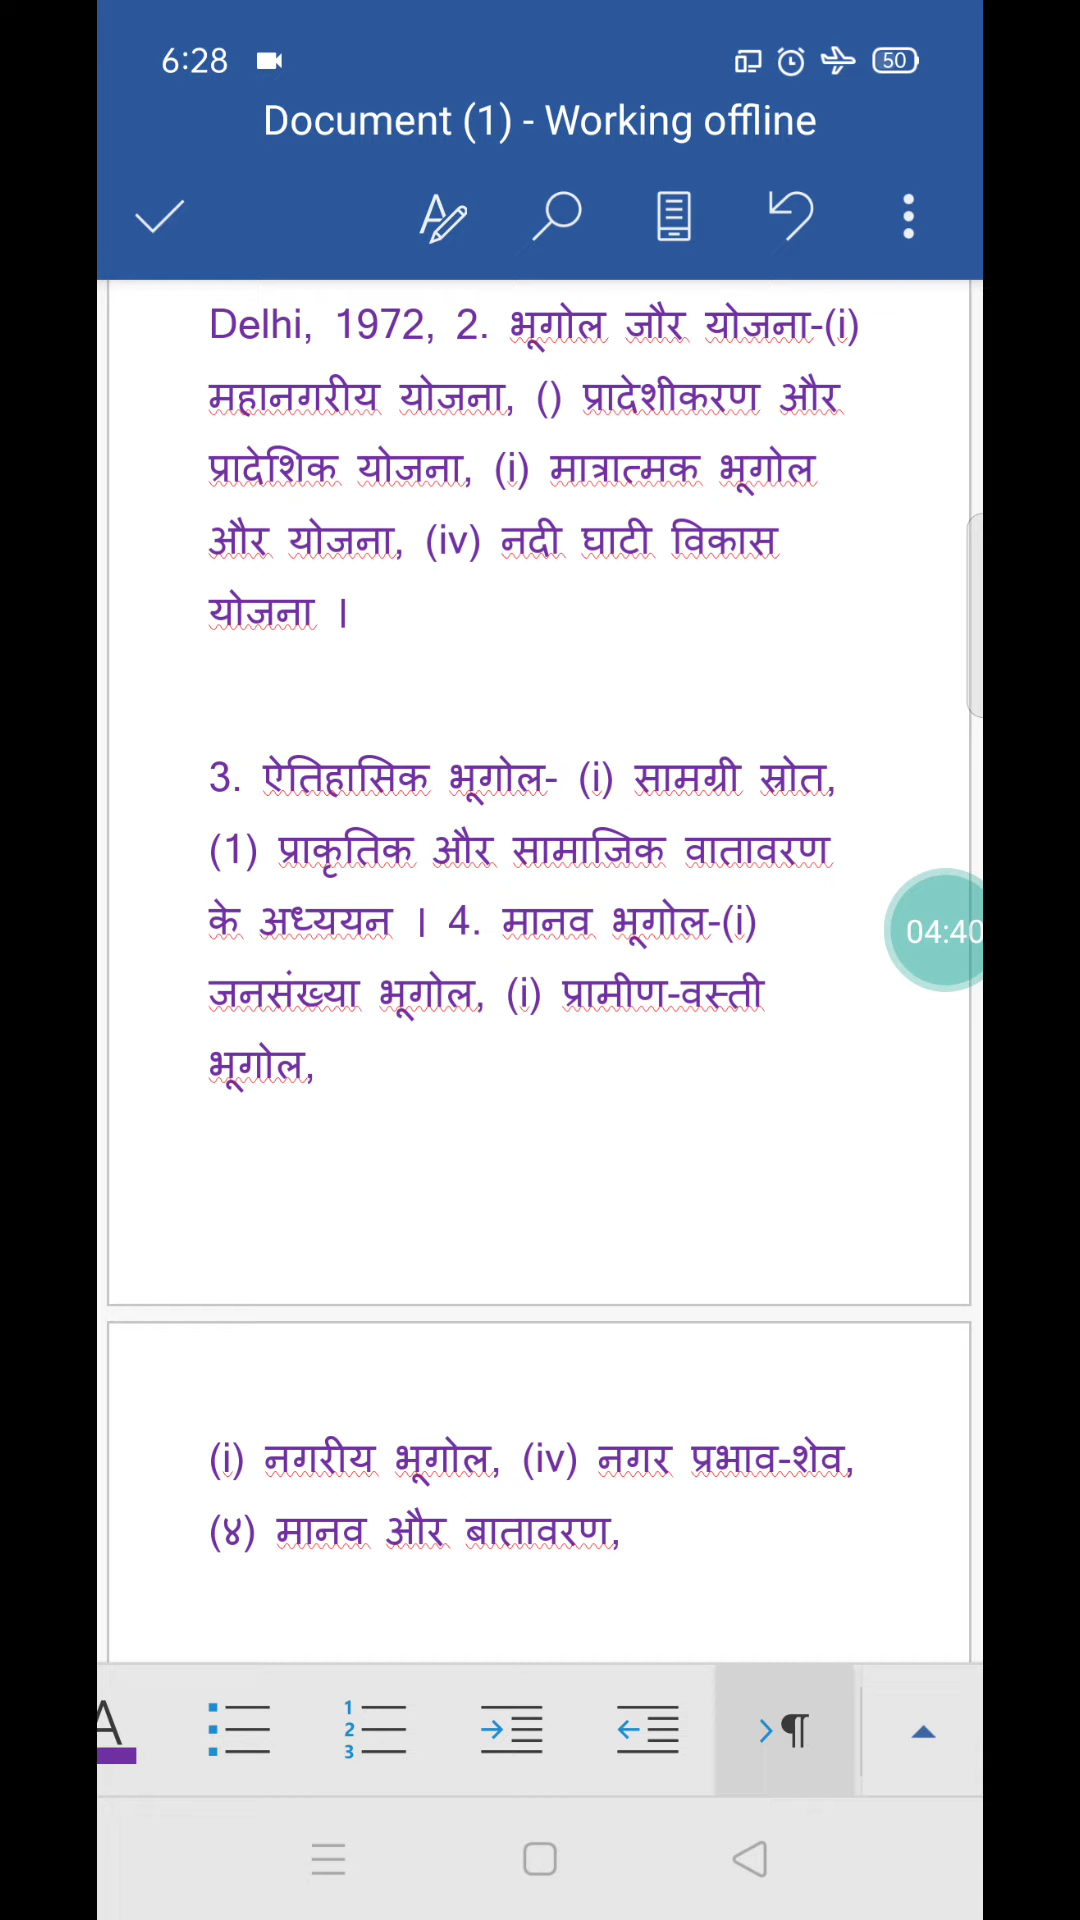 6:28 50
Document (1) - Working offline
Delhi, 1972, 2. भूगोल जौर योजना-(i)
महानगरीय योजना, () प्रादेशीकरण और
प्रादेशिक योजना, (i) मात्रात्मक भूगोल
और योजना, (iv) नदी घाटी विकास
योजना ।
3. ऐतिहासिक भूगोल- (i) सामग्री स्रोत,
(1) प्राकृतिक और सामाजिक वातावरण
के अध्ययन । 4. मानव भूगोल-(i)
04:40
जनसंख्या भूगोल, (i) प्रामीण-वस्ती
भूगोल,
(i) नगरीय भूगोल, (iv) नगर प्रभाव-शेव,
(४) मानव और बातावरण,